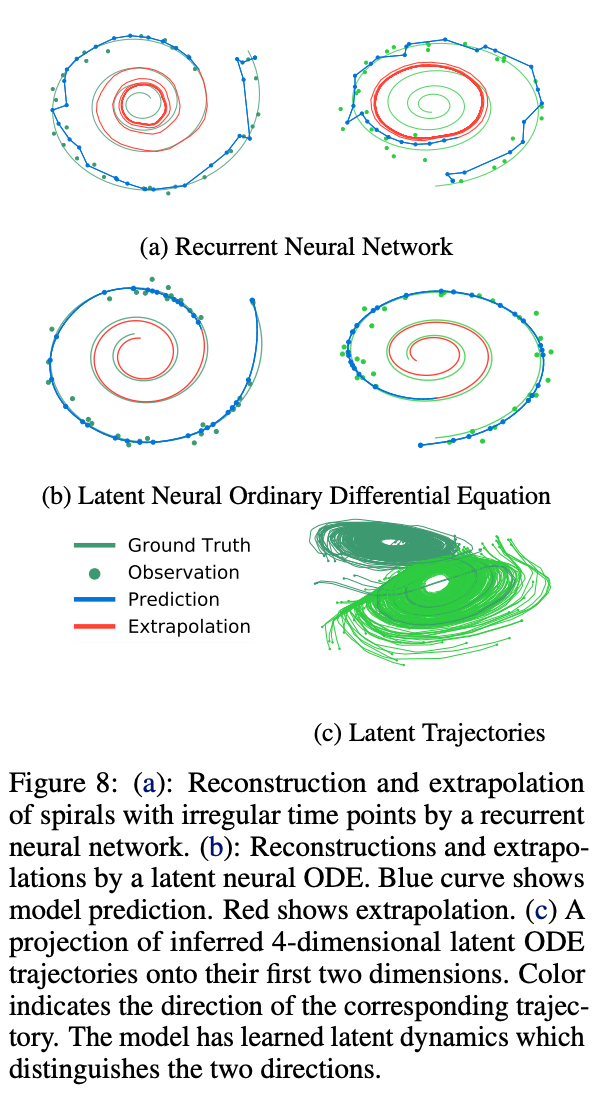 (a) Recurrent Neural Network
(b) Latent Neural Ordinary Differential Equation
Ground Truth
Observation
Prediction
Extrapolation
(c) Latent Trajectories
Figure 8: (a): Reconstruction and extrapolation
of spirals with irregular time points by a recurrent
neural network. (b): Reconstructions and extrapo-
lations by a latent neural ODE. Blue curve shows
model prediction. Red shows extrapolation. (c) A
projection of inferred 4-dimensional latent ODE
trajectories onto their first two dimensions. Color
indicates the direction of the corresponding trajec-
tory. The model has learned latent dynamics which
distinguishes the two directions.